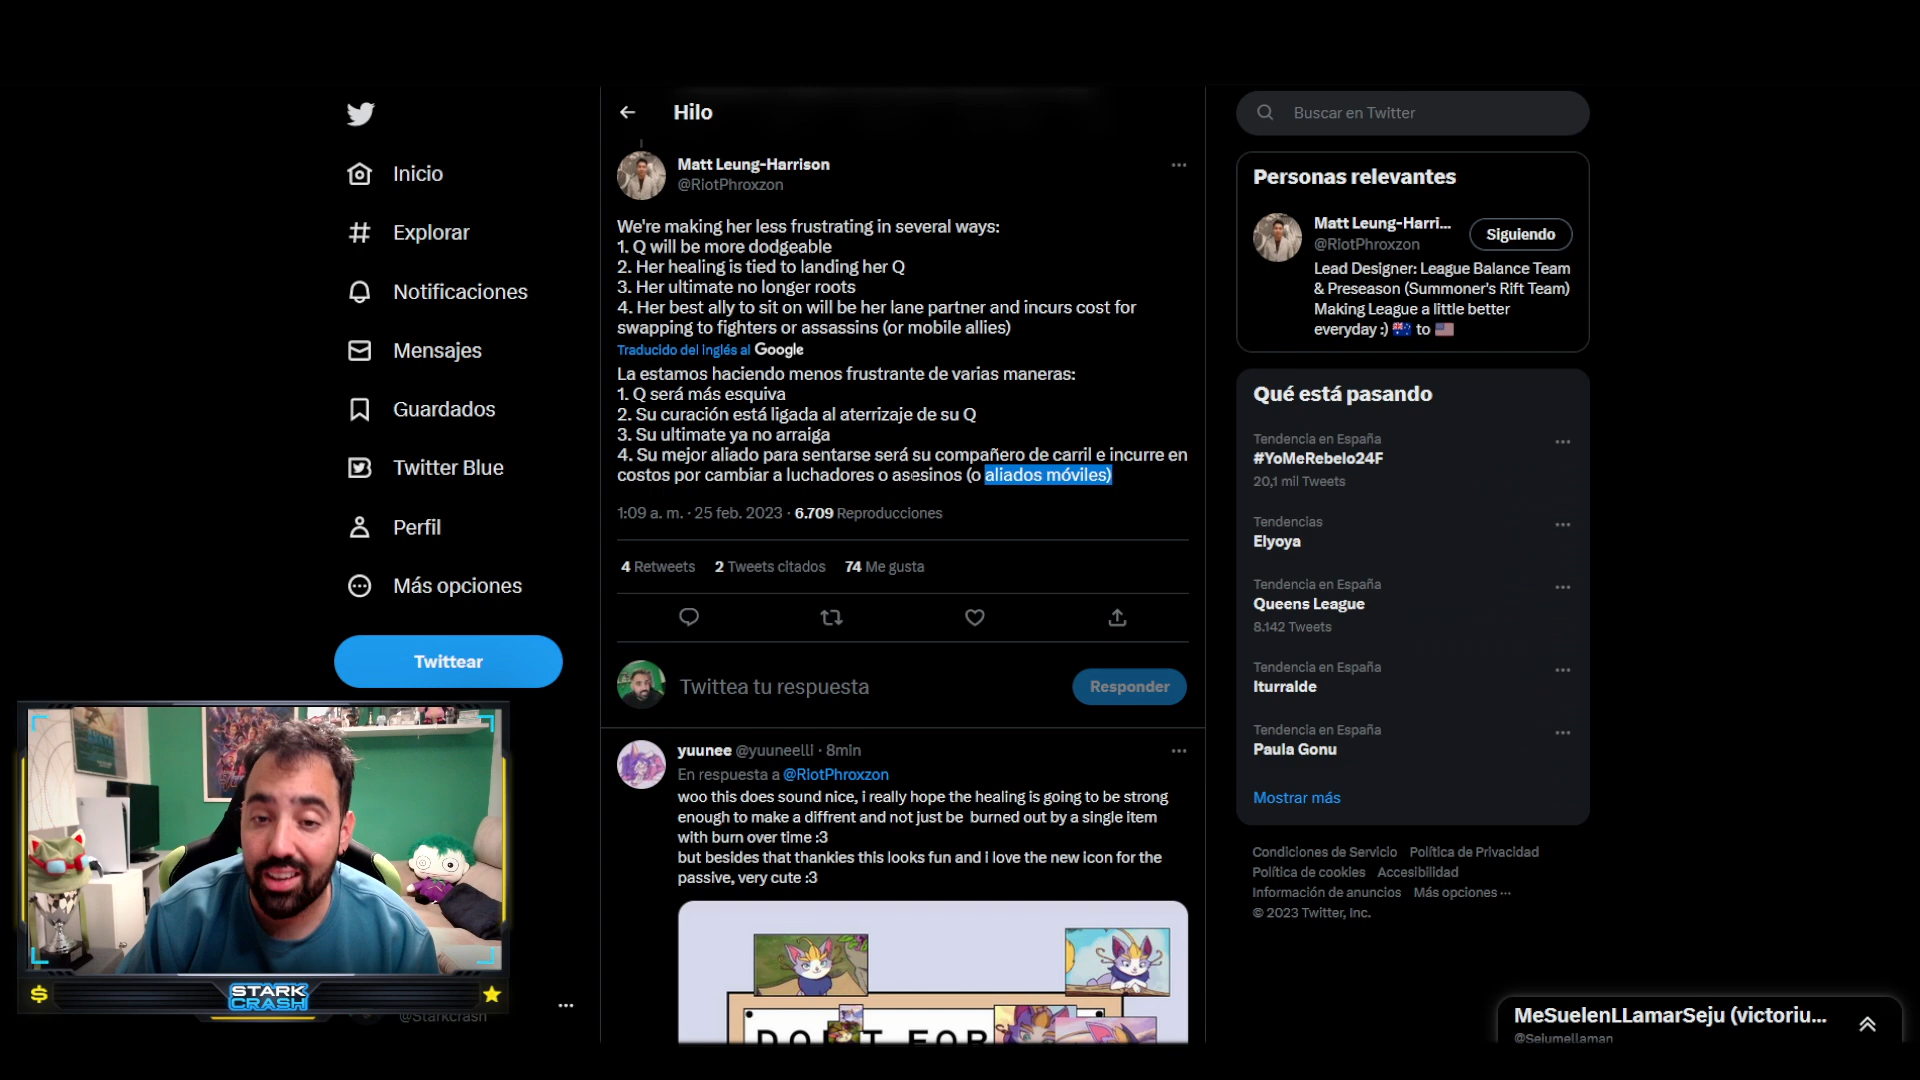 Hilo
Buscar en Twitter
Inicio
Explorar
Notificaciones
Mensajes
Guardados
Twitter Blue
Perfil
Más opciones
Twittear
Matt Leung-Harrison
@RiotPhroxzon
We're making her less frustrating in several ways:
1. Q will be more dodgeable
2. Her healing is tied to landing her Q
3. Her ultimate no longer roots
4. Her best ally to sit on will be her lane partner and incurs cost for
swapping to fighters or assassins (or mobile allies)
Traducido del inglés al Google
La estamos haciendo menos frustrante de varias maneras:
1. Q será más esquiva
2. Su curación está ligada al aterrizaje de su Q
3. Su ultimate ya no arraiga
4. Su mejor aliado para sentarse será su compañero de carril e incurre en
costos por cambiar a luchadores o asesinos (o aliados móviles)
1:09 a. m. · 25 feb. 2023 · 6.709 Reproducciones
4 Retweets 2 Tweets citados 74 Me gusta
Twittea tu respuesta
Responder
yuunee @yuuneelli · 8min
En respuesta a @RiotPhroxzon
woo this does sound nice, i really hope the healing is going to be strong
enough to make a diffrent and not just be burned out by a single item
with burn over time :3
but besides that thankies this looks fun and i love the new icon for the
passive, very cute :3
Personas relevantes
Matt Leung-Harri...
@RiotPhroxzon
Siguiendo
Lead Designer: League Balance Team
& Preseason (Summoner's Rift Team)
Making League a little better
everyday :) to
Qué está pasando
Tendencia en España
#YoMeRebelo24F
20,1 mil Tweets
Tendencias
Elyoya
Tendencia en España
Queens League
8.142 Tweets
Tendencia en España
Iturralde
Tendencia en España
Paula Gonu
Mostrar más
Condiciones de Servicio Política de Privacidad
Política de cookies Accesibilidad
Información de anuncios Más opciones ···
© 2023 Twitter, Inc.
STARK
CRASH
@Starkcrash
MeSuelenLLamarSeju (victoriu...
@Sejumellaman